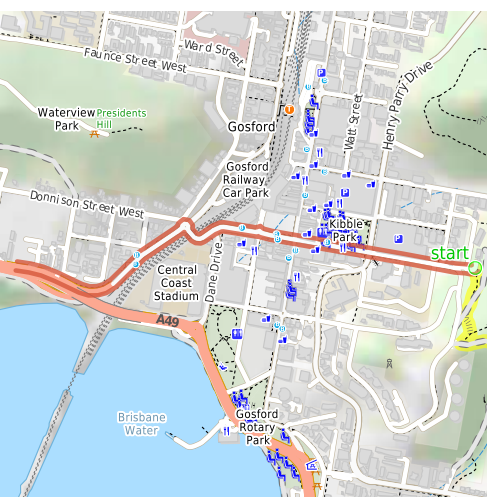 Ward Street
Faunce Street West
Henry Parry Drive
Watt Street
Waterview
Park
Presidents
Hill
Gosford
Gosford
Railway
Car Park
Donnison Street West
Kibble
Park
start
Central
Coast
Stadium
Dane Drive
A49
Brisbane
Water
Gosford
Rotary
Park